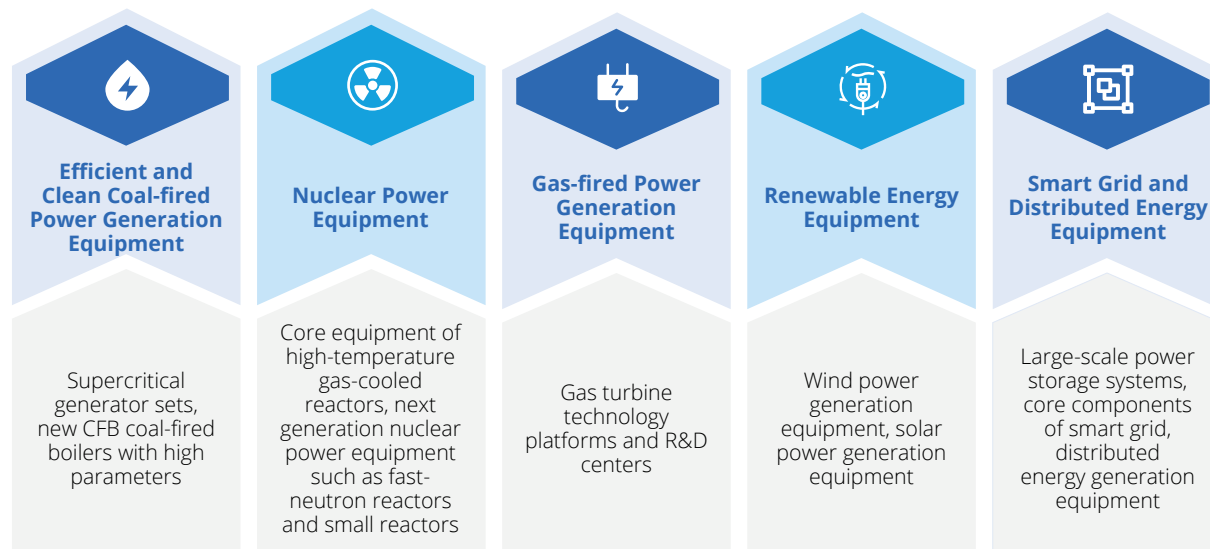 Efficient and
Clean Coal-fired
Power Generation
Equipment
Supercritical
generator sets,
new CFB coal-fired
boilers with high
parameters
Nuclear Power
Equipment
Core equipment of
high-temperature
gas-cooled
reactors, next
generation nuclear
power equipment
such as fast-
neutron reactors
and small reactors
Gas-fired Power
Generation
Equipment
Gas turbine
technology
platforms and R&D
centers
Renewable Energy
Equipment
Wind power
generation
equipment, solar
power generation
equipment
Smart Grid and
Distributed Energy
Equipment
Large-scale power
storage systems,
core components
of smart grid,
distributed
energy generation
equipment